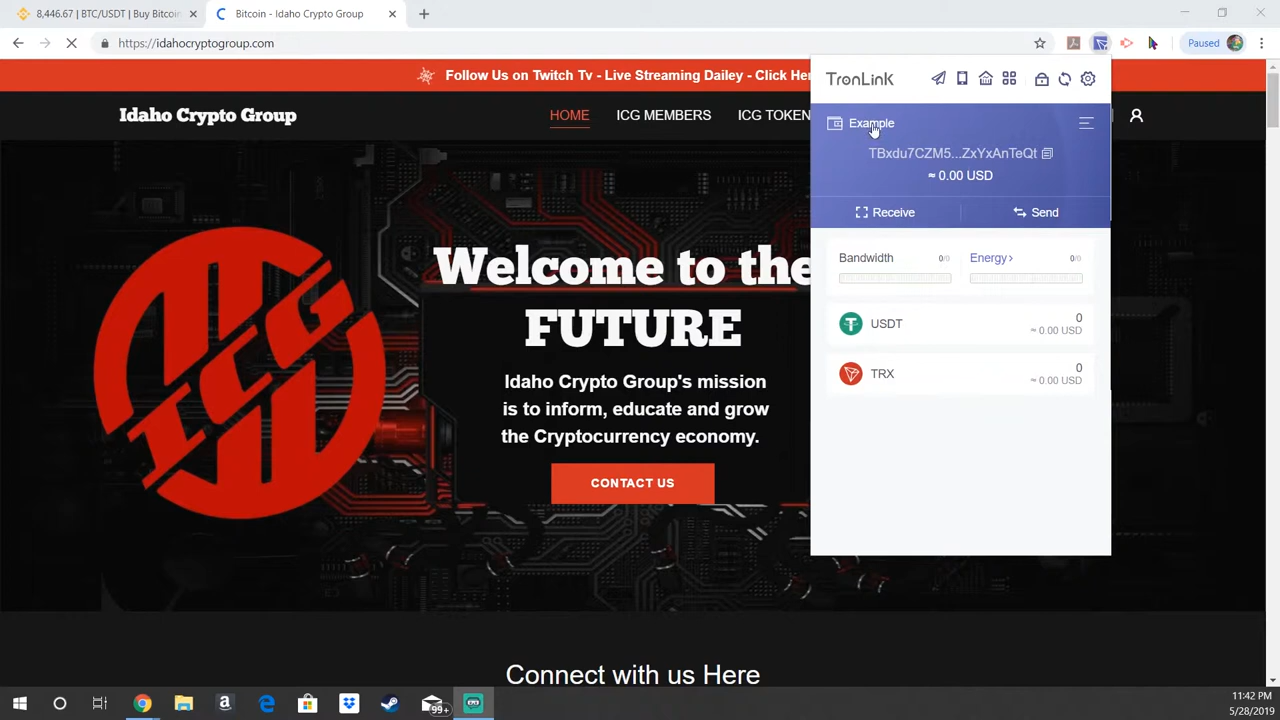 8,446.67 | BTC/USDT | Buy Bitcoin
Bitcoin - Idaho Crypto Group
https://idahocryptogroup.com
Paused
Follow Us on Twitch Tv - Live Streaming Dailey - Click Her
Idaho Crypto Group
HOME
ICG MEMBERS
ICG TOKEN
ICG
Welcome to the
FUTURE
Idaho Crypto Group's mission
is to inform, educate and grow
the Cryptocurrency economy.
CONTACT US
Connect with us Here
TronLink
Example
TBxdu7CZM5...ZxYxAnTeQt
≈ 0.00 USD
Receive
Send
Bandwidth
0/0
Energy ›
0/0
USDT
0
≈ 0.00 USD
TRX
0
≈ 0.00 USD
99+
11:42 PM
5/28/2019